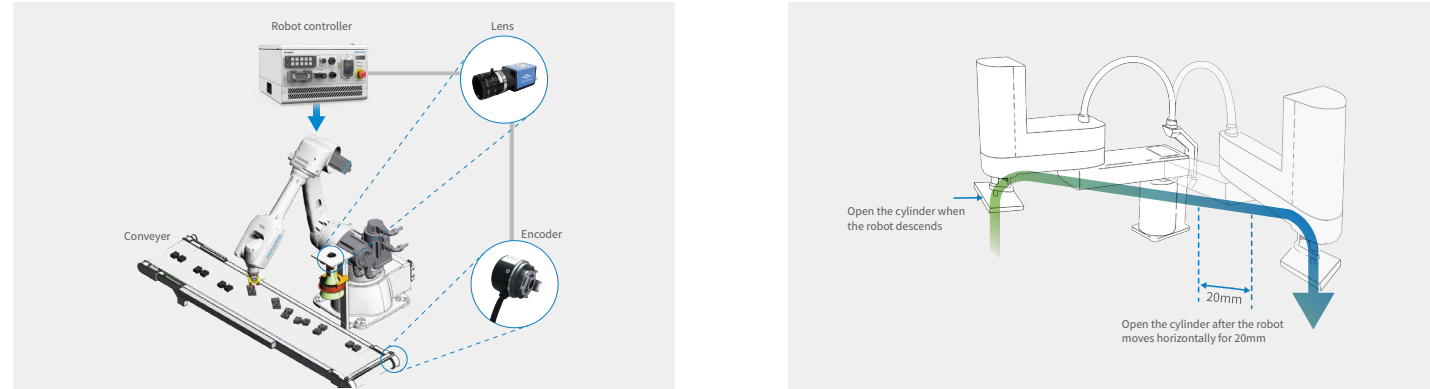 Robot controller
Lens
Conveyer
Encoder
Open the cylinder when
the robot descends
20mm
Open the cylinder after the robot
moves horizontally for 20mm